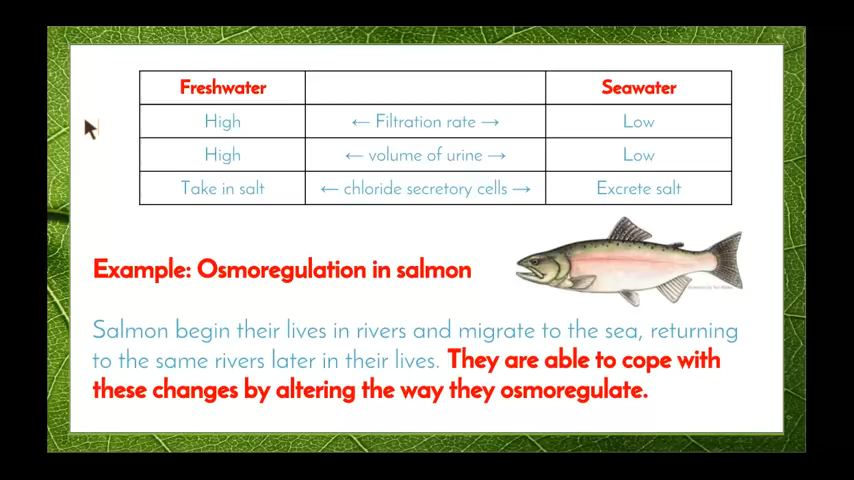 Freshwater Seawater
High ← Filtration rate → Low
High ← volume of urine → Low
Take in salt ← chloride secretory cells → Excrete salt
Example: Osmoregulation in salmon
Salmon begin their lives in rivers and migrate to the sea, returning
to the same rivers later in their lives. They are able to cope with
these changes by altering the way they osmoregulate.